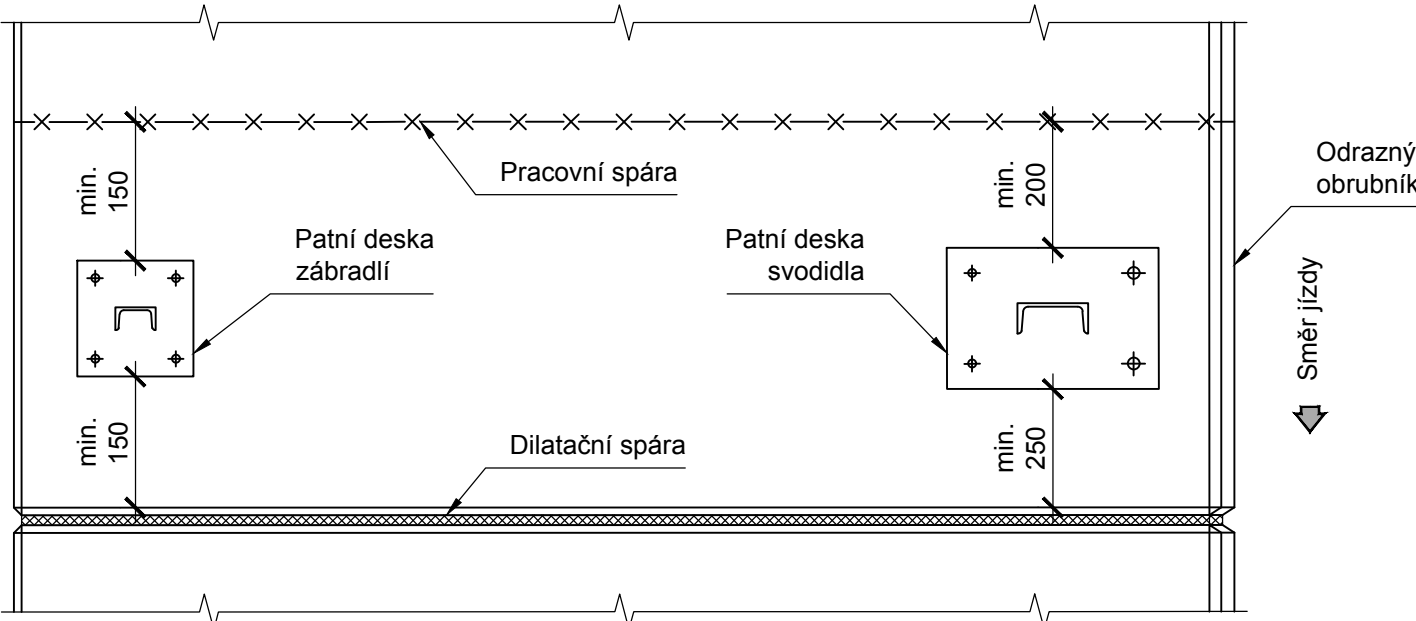 Pracovní spára
Odrazný
obrubník
min.
150
min.
200
Patní deska
zábradlí
Patní deska
svodidla
Směr jízdy
min.
150
Dilatační spára
min.
250